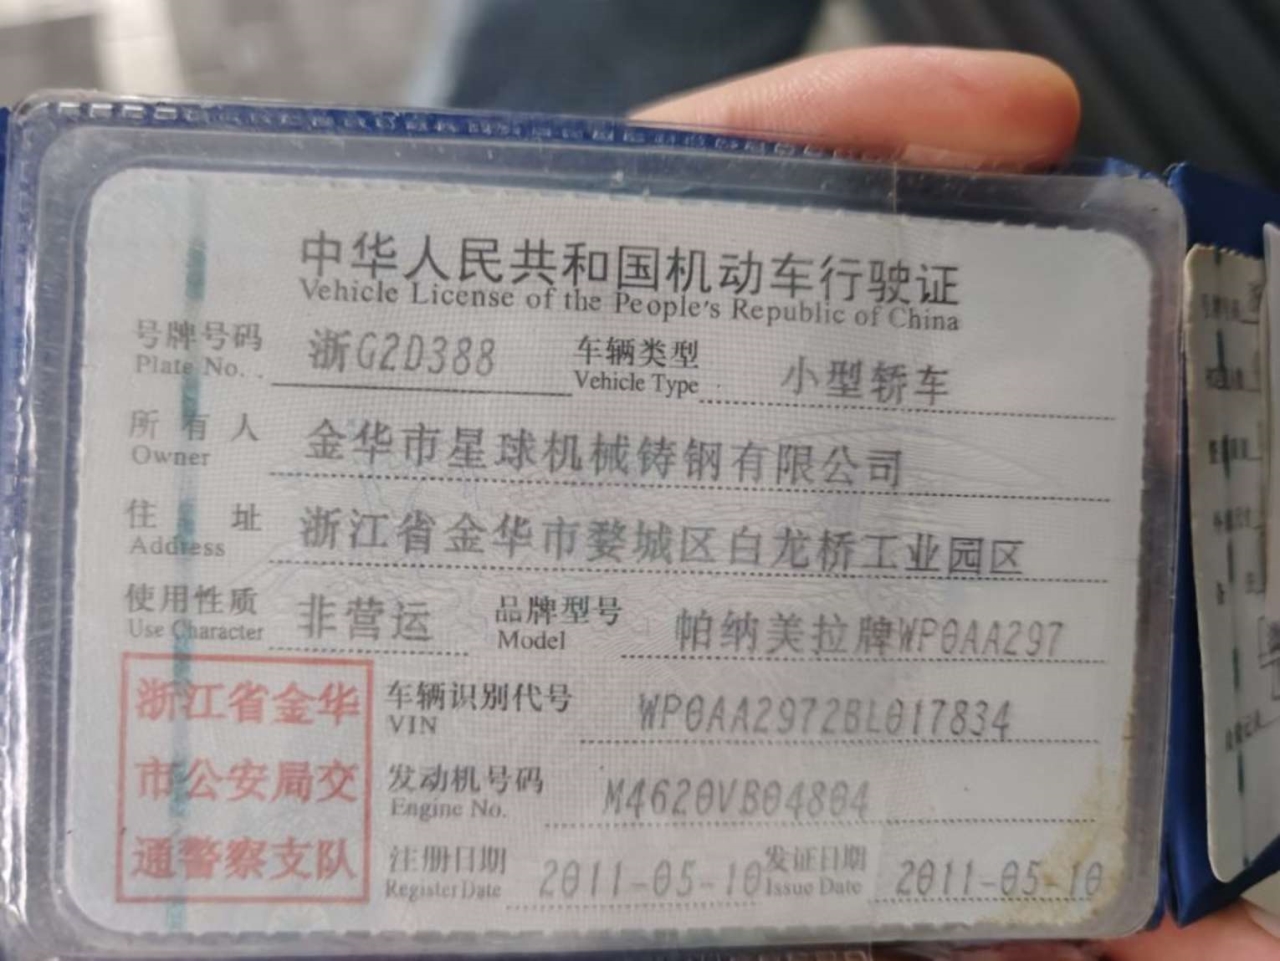 中华人民共和国机动车行驶证
Vehicle License of the People's Republic of China
号牌号码 浙G2D388 车辆类型 小型轿车
Plate No. Vehicle Type
所有人 金华市星球机械铸钢有限公司
Owner
住址 浙江省金华市婺城区白龙桥工业园区
Address
使用性质 非营运 品牌型号 帕纳美拉牌WP0AA297
Use Character Model
浙江省金华
市公安局交
通警察支队
车辆识别代号 WP0AA2972BL017834
VIN
发动机号码 M4620VB04804
Engine No.
注册日期 2011-05-10 发证日期 2011-05-10
Register Date Issue Date